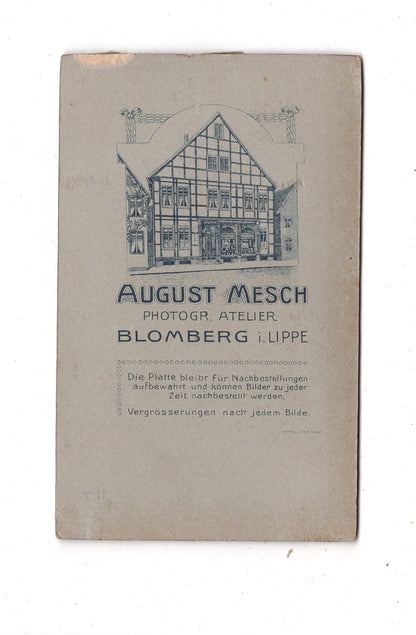 AUGUST MESCH
PHOTOGR. ATELIER
BLOMBERG i. LIPPE
Die Platte bleibt für Nachbestellungen
aufbewahrt und können Bilder zu jeder
Zeit nachbestellt werden.
Vergrösserungen nach jedem Bilde.